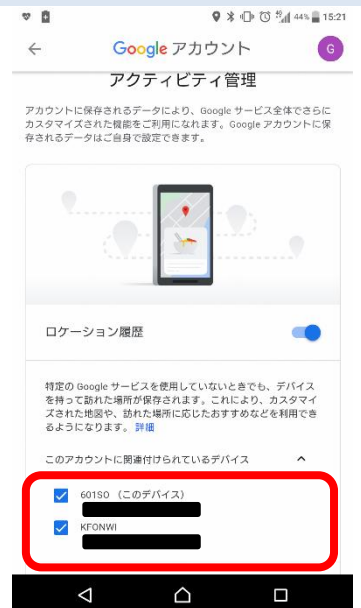 44% 15:21
Google アカウント
G
アクティビティ管理
アカウントに保存されるデータにより、Google サービス全体でさらに
カスタマイズされた機能をご利用になれます。Google アカウントに保
存されるデータはご自身で設定できます。
ロケーション履歴
特定の Google サービスを使用していないときでも、デバイス
を持って訪れた場所が保存されます。これにより、カスタマイ
ズされた地図や、訪れた場所に応じたおすすめなどを利用でき
るようになります。 詳細
このアカウントに関連付けられているデバイス
601SO （このデバイス）
KFONWI